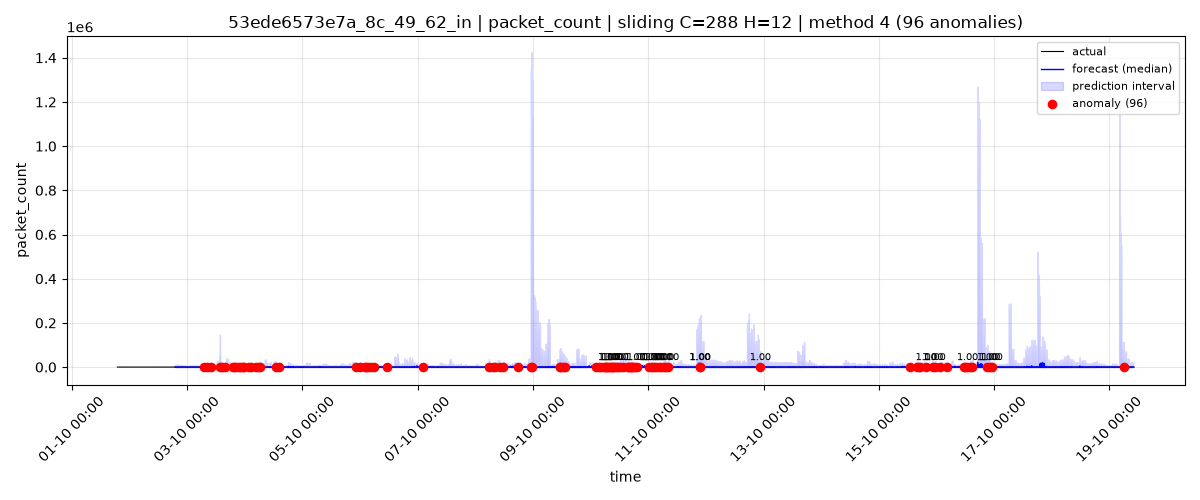 53ede6573e7a_8c_49_62_in | packet_count | sliding C=288 H=12 | method 4 (96 anomalies)
1e6
1.4
1.2
1.0
0.8
0.6
0.4
0.2
0.0
packet_count
actual
forecast (median)
prediction interval
anomaly (96)
1.00
1.00
1.00
01-10 00:00
03-10 00:00
05-10 00:00
07-10 00:00
09-10 00:00
11-10 00:00
13-10 00:00
15-10 00:00
17-10 00:00
19-10 00:00
time